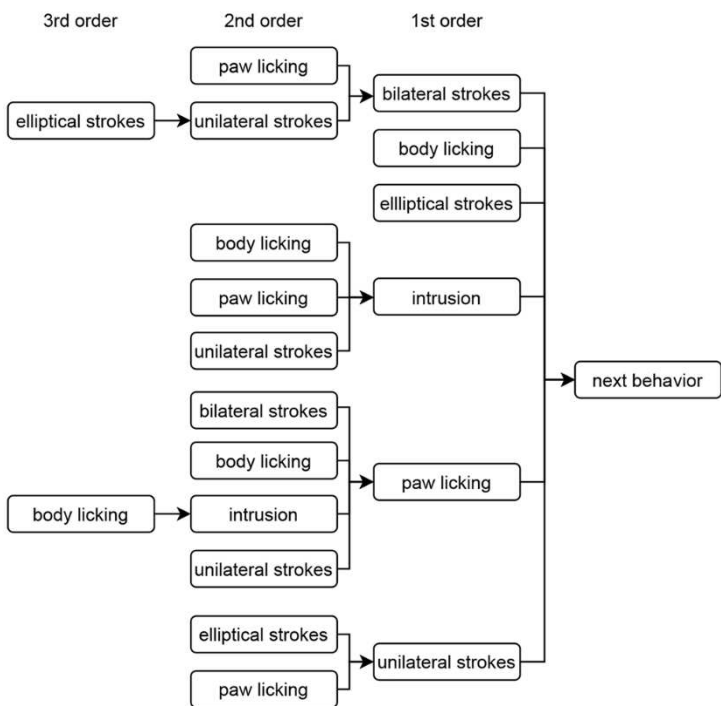 3rd order 2nd order 1st order
paw licking
bilateral strokes
elliptical strokes unilateral strokes
body licking
ellliptical strokes
body licking
paw licking intrusion
unilateral strokes
next behavior
bilateral strokes
body licking
paw licking
body licking intrusion
unilateral strokes
elliptical strokes
unilateral strokes
paw licking